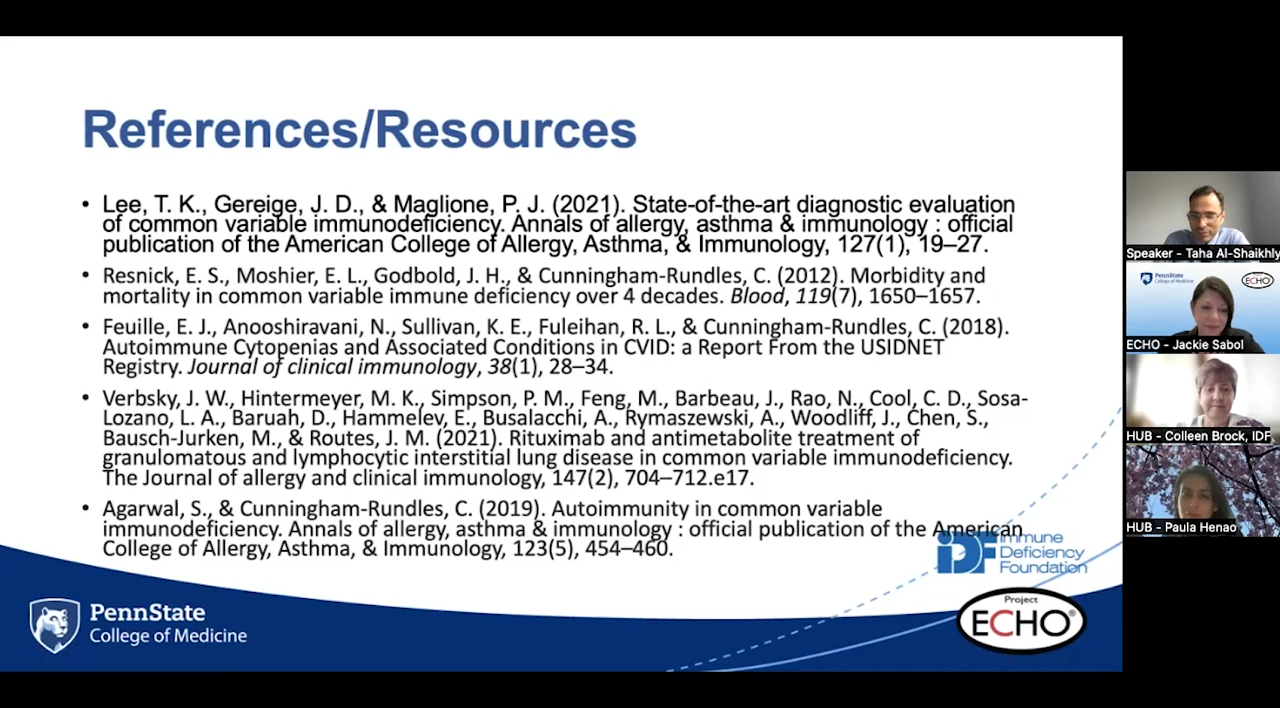 References/Resources
• Lee, T. K., Gereige, J. D., & Maglione, P. J. (2021). State-of-the-art diagnostic evaluation
of common variable immunodeficiency. Annals of allergy, asthma & immunology : official
publication of the American College of Allergy, Asthma, & Immunology, 127(1), 19–27.
• Resnick, E. S., Moshier, E. L., Godbold, J. H., & Cunningham-Rundles, C. (2012). Morbidity and
mortality in common variable immune deficiency over 4 decades. Blood, 119(7), 1650–1657.
• Feuille, E. J., Anooshiravani, N., Sullivan, K. E., Fuleihan, R. L., & Cunningham-Rundles, C. (2018).
Autoimmune Cytopenias and Associated Conditions in CVID: a Report From the USIDNET
Registry. Journal of clinical immunology, 38(1), 28–34.
• Verbsky, J. W., Hintermeyer, M. K., Simpson, P. M., Feng, M., Barbeau, J., Rao, N., Cool, C. D., Sosa-
Lozano, L. A., Baruah, D., Hammelev, E., Busalacchi, A., Rymaszewski, A., Woodliff, J., Chen, S.,
Bausch-Jurken, M., & Routes, J. M. (2021). Rituximab and antimetabolite treatment of
granulomatous and lymphocytic interstitial lung disease in common variable immunodeficiency.
The Journal of allergy and clinical immunology, 147(2), 704–712.e17.
• Agarwal, S., & Cunningham-Rundles, C. (2019). Autoimmunity in common variable
immunodeficiency. Annals of allergy, asthma & immunology : official publication of the American
College of Allergy, Asthma, & Immunology, 123(5), 454–460.
IDF Immune
Deficiency
Foundation
PennState
College of Medicine
Project
ECHO®
Speaker - Taha Al-Shaikhly
PennState
College of Medicine
ECHO
ECHO - Jackie Sabol
HUB - Colleen Brock, IDF
HUB - Paula Henao